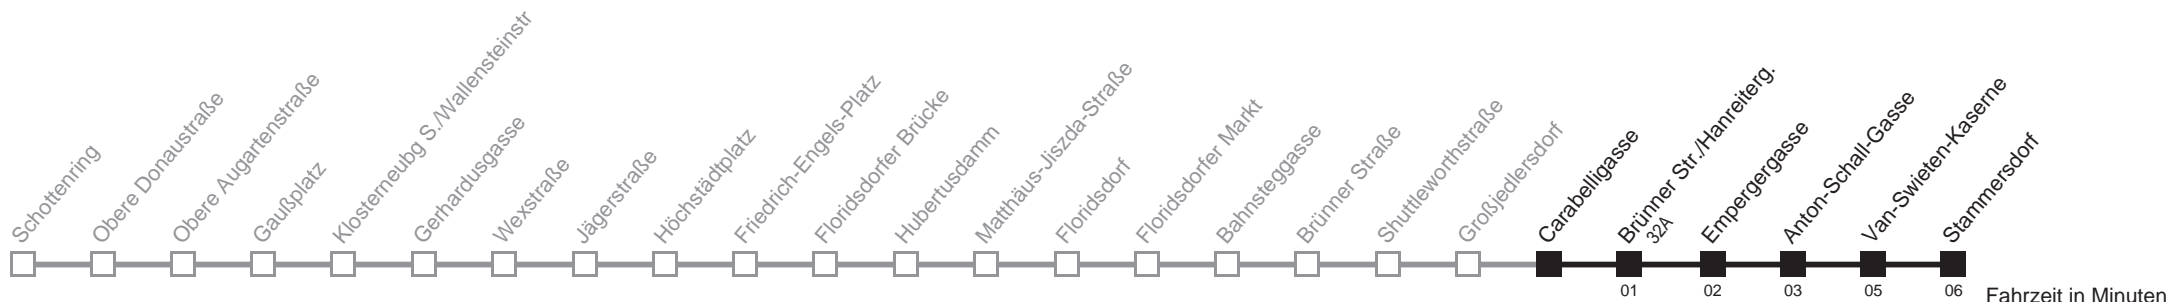 Schottenring
Obere Donaustraße
Obere Augartenstraße
Gaußplatz
Klosterneubg S./Wallensteinstr
Gerhardusgasse
Wexstraße
Jägerstraße
Höchstädtplatz
Friedrich-Engels-Platz
Floridsdorfer Brücke
Hubertusdamm
Matthäus-Jiszda-Straße
Floridsdorf
Floridsdorfer Markt
Bahnsteggasse
Brünner Straße
Shuttleworthstraße
Großjedlersdorf
Carabelligasse
Brünner Str./Hanreiterg.
32A
Empergergasse
Anton-Schall-Gasse
Van-Swieten-Kaserne
Stammersdorf
01 02 03 05 06 Fahrzeit in Minuten